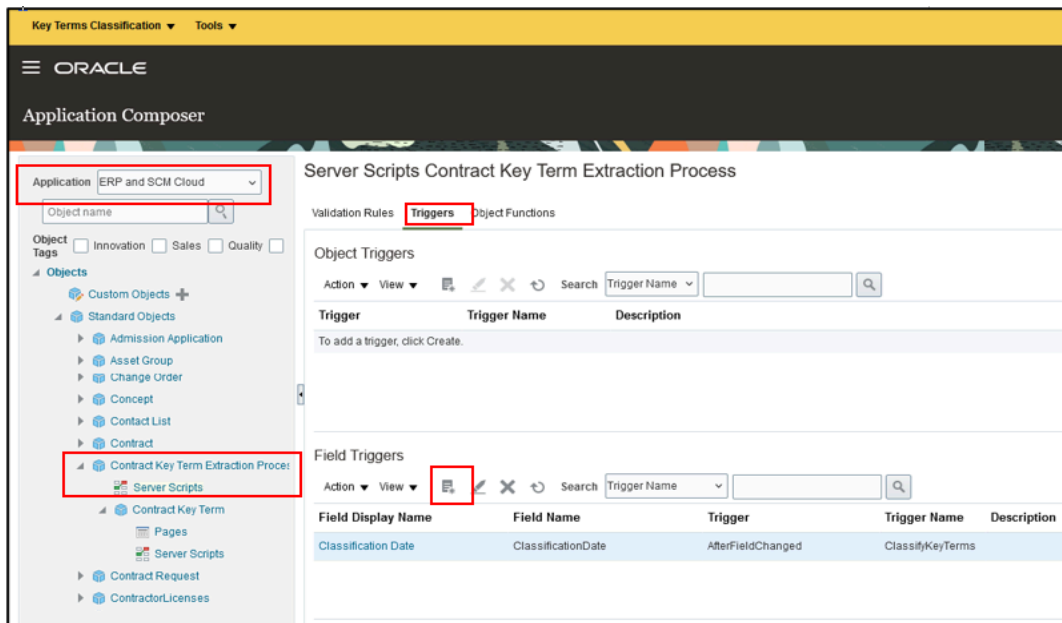 Key Terms Classification Tools
ORACLE
Application Composer
Application ERP and SCM Cloud
Object name
Object Tags Innovation Sales Quality
Objects
Custom Objects
Standard Objects
Admission Application
Asset Group
Change Order
Concept
Contact List
Contract
Contract Key Term Extraction Proces
Server Scripts
Contract Key Term
Pages
Server Scripts
Contract Request
ContractorLicenses
Server Scripts Contract Key Term Extraction Process
Validation Rules Triggers Object Functions
Object Triggers
Action View Search Trigger Name
Trigger Trigger Name Description
To add a trigger, click Create.
Field Triggers
Action View Search Trigger Name
Field Display Name Field Name Trigger Trigger Name Description
Classification Date ClassificationDate AfterFieldChanged ClassifyKeyTerms